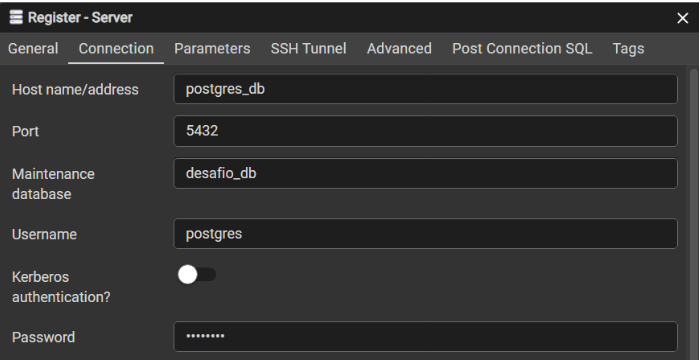 Register - Server
General Connection Parameters SSH Tunnel Advanced Post Connection SQL Tags
Host name/address postgres_db
Port 5432
Maintenance database desafio_db
Username postgres
Kerberos authentication?
Password ••••••••